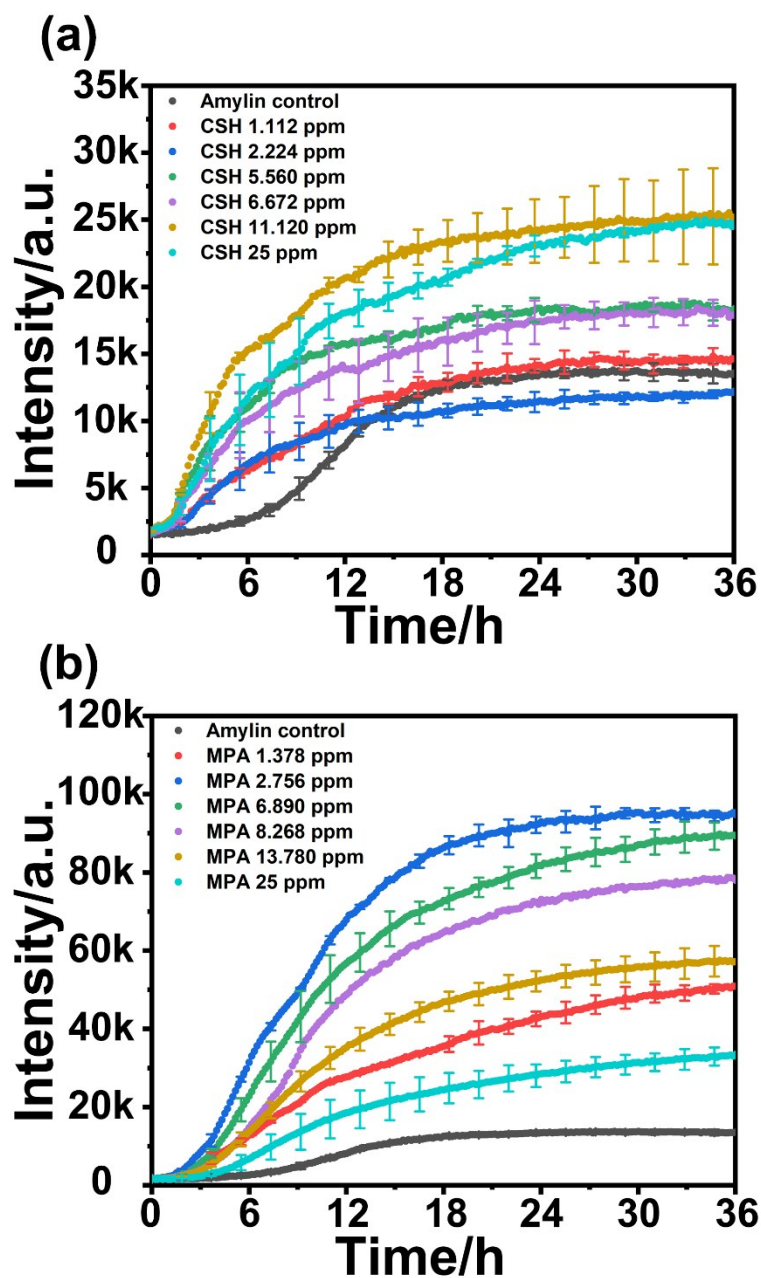 (a)
35k
30k
25k
20k
15k
10k
5k
0
Intensity/a.u.
Amylin control
CSH 1.112 ppm
CSH 2.224 ppm
CSH 5.560 ppm
CSH 6.672 ppm
CSH 11.120 ppm
CSH 25 ppm
0 6 12 18 24 30 36
Time/h
(b)
120k
100k
80k
60k
40k
20k
0
Intensity/a.u.
Amylin control
MPA 1.378 ppm
MPA 2.756 ppm
MPA 6.890 ppm
MPA 8.268 ppm
MPA 13.780 ppm
MPA 25 ppm
0 6 12 18 24 30 36
Time/h